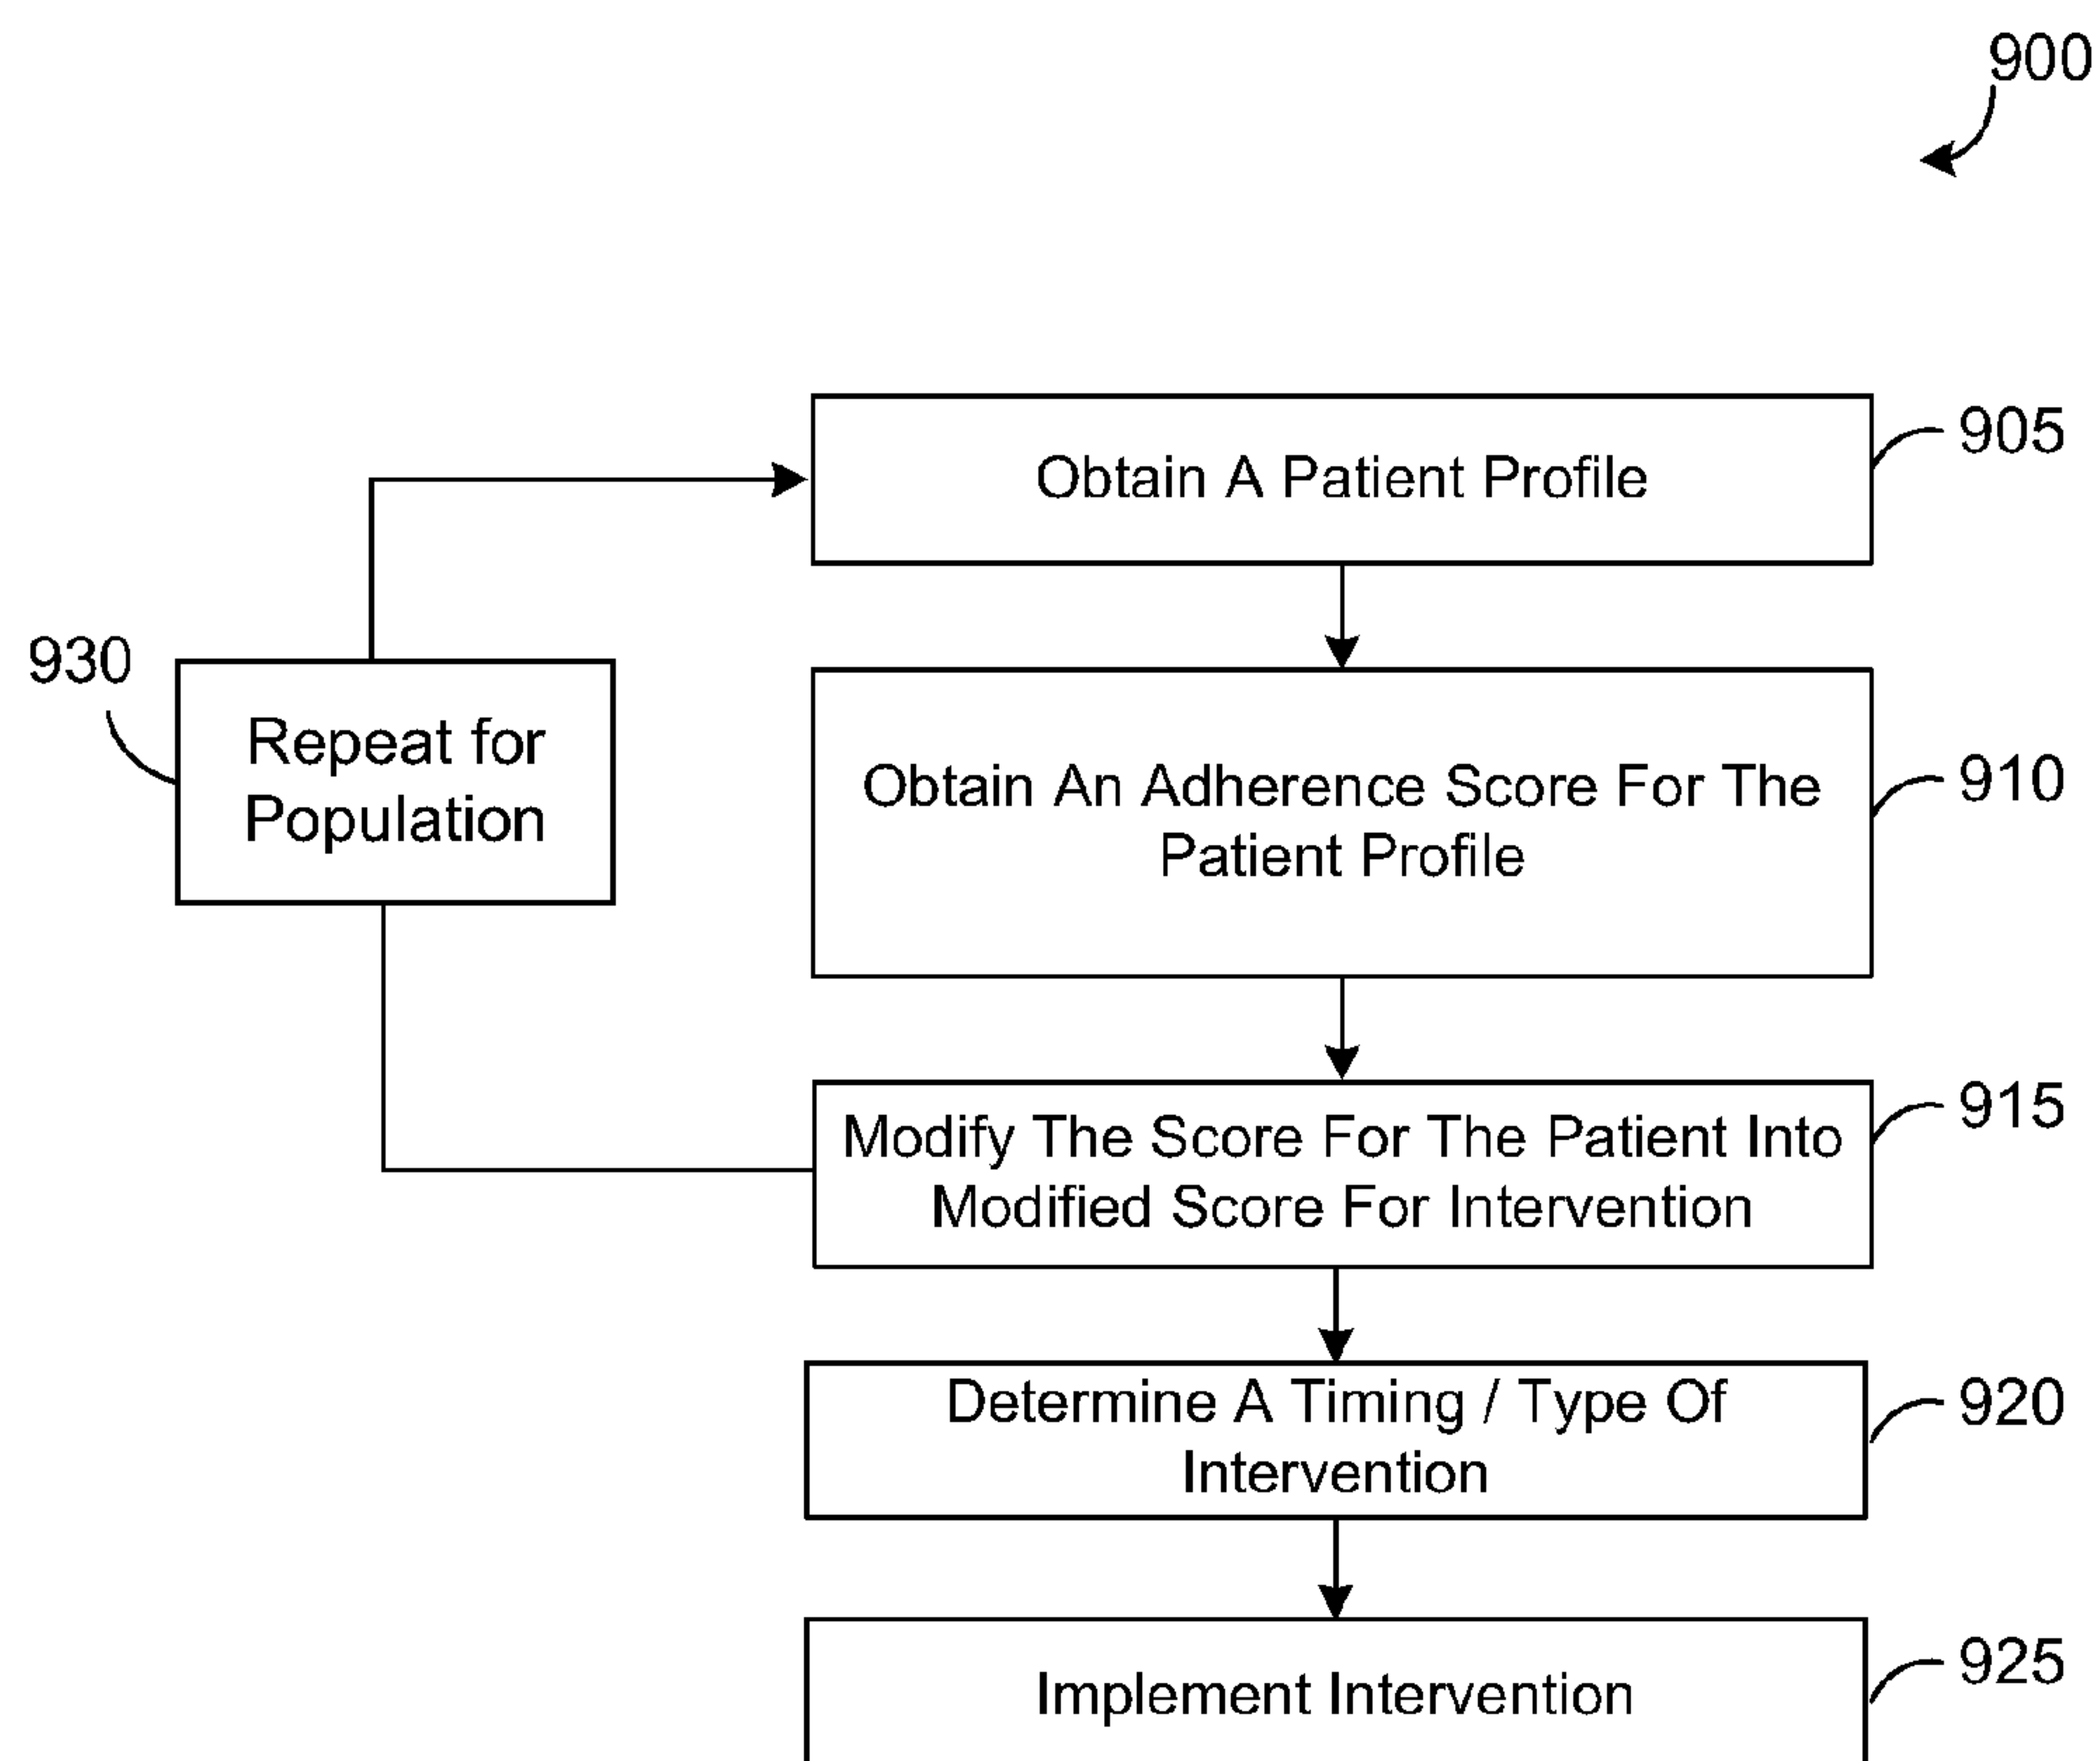 900
Obtain A Patient Profile
905
930
Repeat for
Population
Obtain An Adherence Score For The
Patient Profile
910
Modify The Score For The Patient Into
Modified Score For Intervention
915
Determine A Timing / Type Of
Intervention
920
Implement Intervention
925